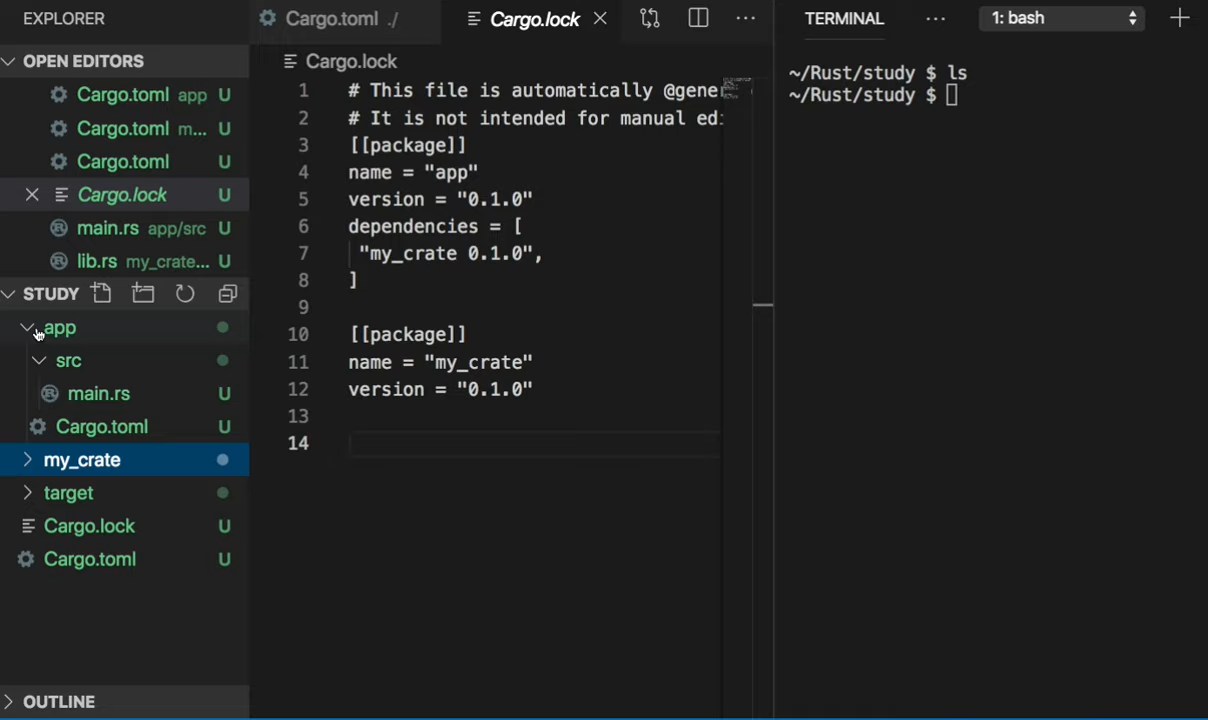 EXPLORER
OPEN EDITORS
Cargo.toml app U
Cargo.toml m... U
Cargo.toml U
Cargo.lock U
main.rs app/src U
lib.rs my_crate... U
STUDY
app
src
main.rs U
Cargo.toml U
my_crate
target
Cargo.lock U
Cargo.toml U
OUTLINE
Cargo.toml ./
Cargo.lock
...
Cargo.lock
1 # This file is automatically @gene
2 # It is not intended for manual ed
3 [[package]]
4 name = "app"
5 version = "0.1.0"
6 dependencies = [
7 "my_crate 0.1.0",
8 ]
9
10 [[package]]
11 name = "my_crate"
12 version = "0.1.0"
13
14
TERMINAL ... 1: bash
~/Rust/study $ ls
~/Rust/study $